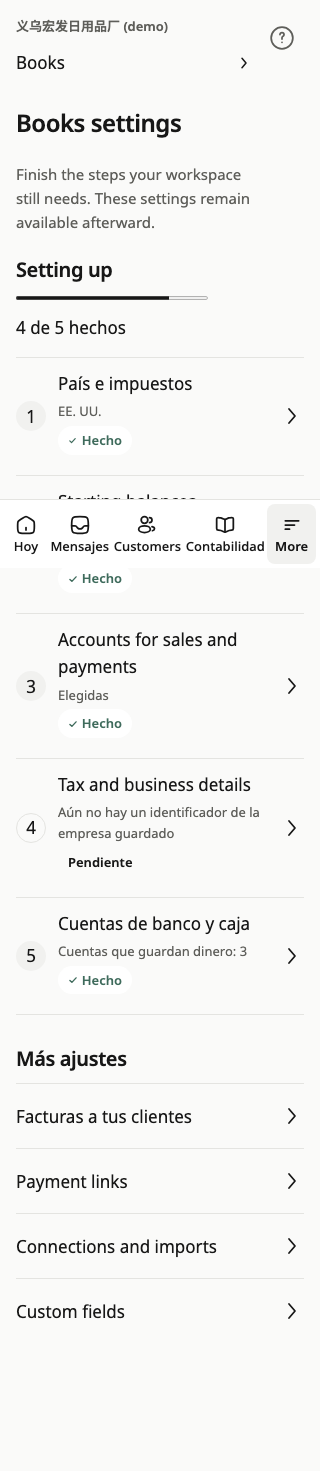 义乌宏发日用品厂 (demo)
Books
Books settings
Finish the steps your workspace
still needs. These settings remain
available afterward.
Setting up
4 de 5 hechos
1
País e impuestos
EE. UU.
Hecho
Starting balances
Hoy
Mensajes
Customers
Contabilidad
More
Hecho
3
Accounts for sales and
payments
Elegidas
Hecho
4
Tax and business details
Aún no hay un identificador de la
empresa guardado
Pendiente
5
Cuentas de banco y caja
Cuentas que guardan dinero: 3
Hecho
Más ajustes
Facturas a tus clientes
Payment links
Connections and imports
Custom fields